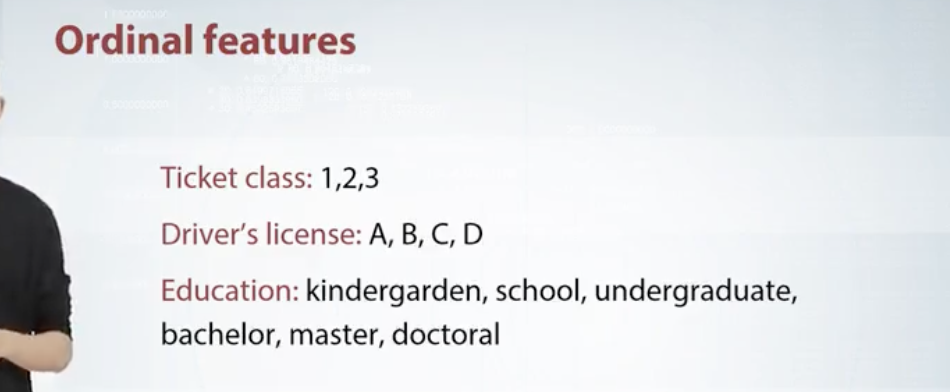 Ordinal features
Ticket class: 1,2,3
Driver's license: A, B, C, D
Education: kindergarden, school, undergraduate,
bachelor, master, doctoral